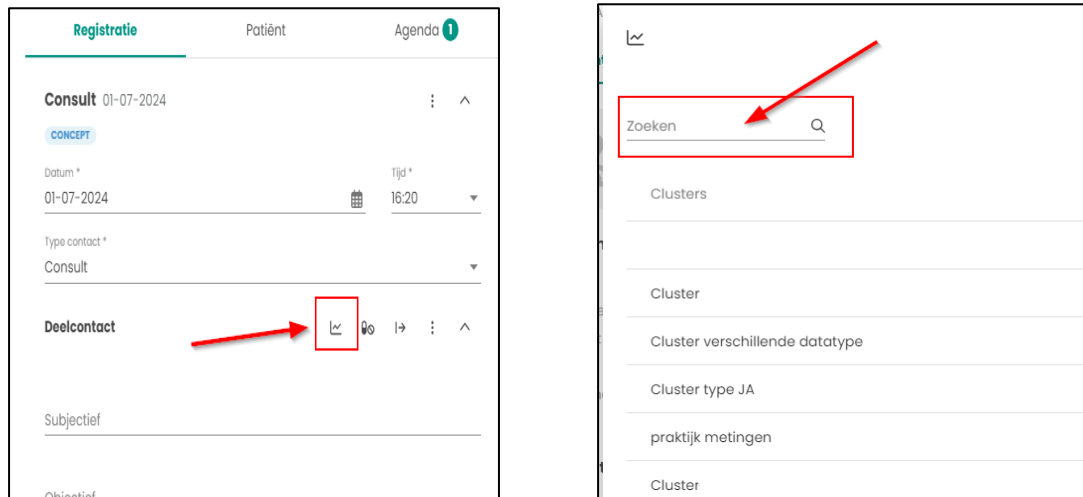 Registratie Patiënt Agenda 1
Consult 01-07-2024
CONCEPT
Datum * Tijd *
01-07-2024 16:20
Type contact *
Consult
Deelcontact
Subjectief
Objectief
Zoeken
Clusters
Cluster
Cluster verschillende datatype
Cluster type JA
praktijk metingen
Cluster